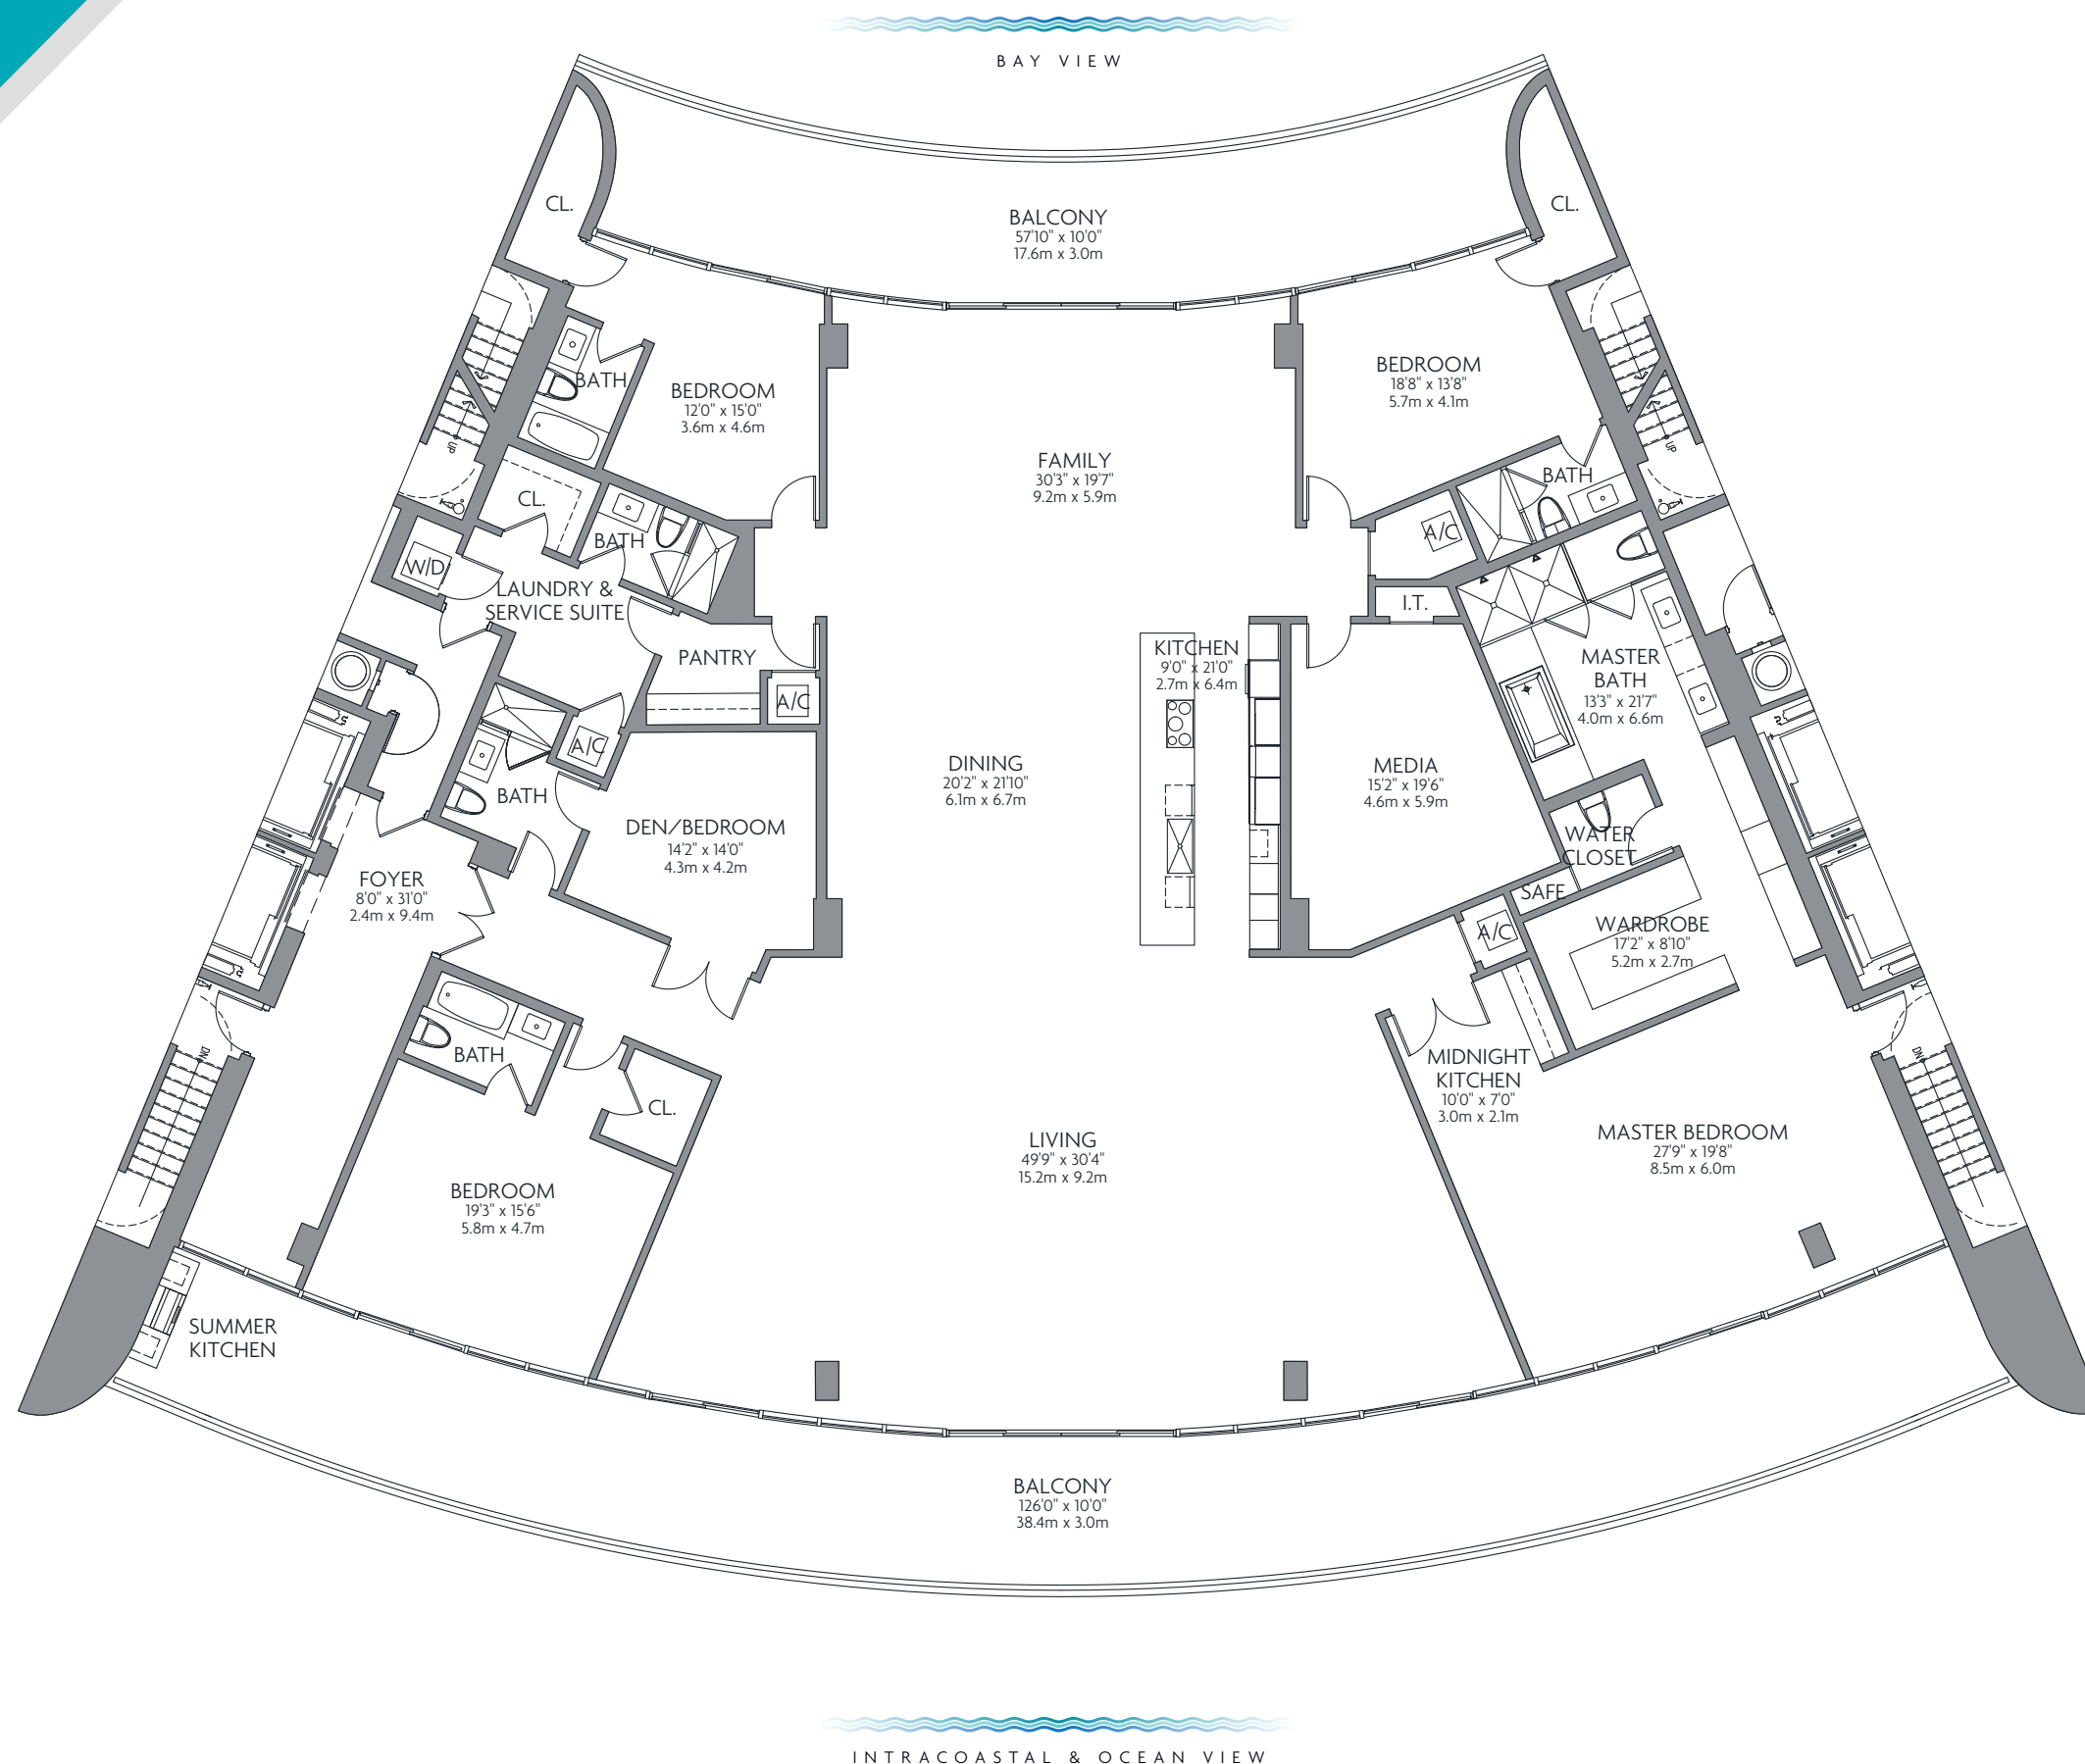 BAY VIEW
CL.
CL.
BALCONY
57'10" x 10'0"
17.6m x 3.0m
BATH
BEDROOM
12'0" x 15'0"
3.6m x 4.6m
BEDROOM
18'8" x 13'8"
5.7m x 4.1m
UP
UP
FAMILY
30'3" x 19'7"
9.2m x 5.9m
BATH
CL.
BATH
A/C
W/D
LAUNDRY &
SERVICE SUITE
I.T.
PANTRY
KITCHEN
9'0" x 21'0"
2.7m x 6.4m
MASTER
BATH
13'3" x 21'7"
4.0m x 6.6m
A/C
A/C
DINING
20'2" x 21'10"
6.1m x 6.7m
MEDIA
15'2" x 19'6"
4.6m x 5.9m
BATH
DEN/BEDROOM
14'2" x 14'0"
4.3m x 4.2m
WATER
CLOSET
FOYER
8'0" x 31'0"
2.4m x 9.4m
SAFE
A/C
WARDROBE
17'2" x 8'10"
5.2m x 2.7m
DN
BATH
CL.
MIDNIGHT
KITCHEN
10'0" x 7'0"
3.0m x 2.1m
DN
LIVING
49'9" x 30'4"
15.2m x 9.2m
MASTER BEDROOM
27'9" x 19'8"
8.5m x 6.0m
BEDROOM
19'3" x 15'6"
5.8m x 4.7m
SUMMER
KITCHEN
BALCONY
126'0" x 10'0"
38.4m x 3.0m
INTRACOASTAL & OCEAN VIEW